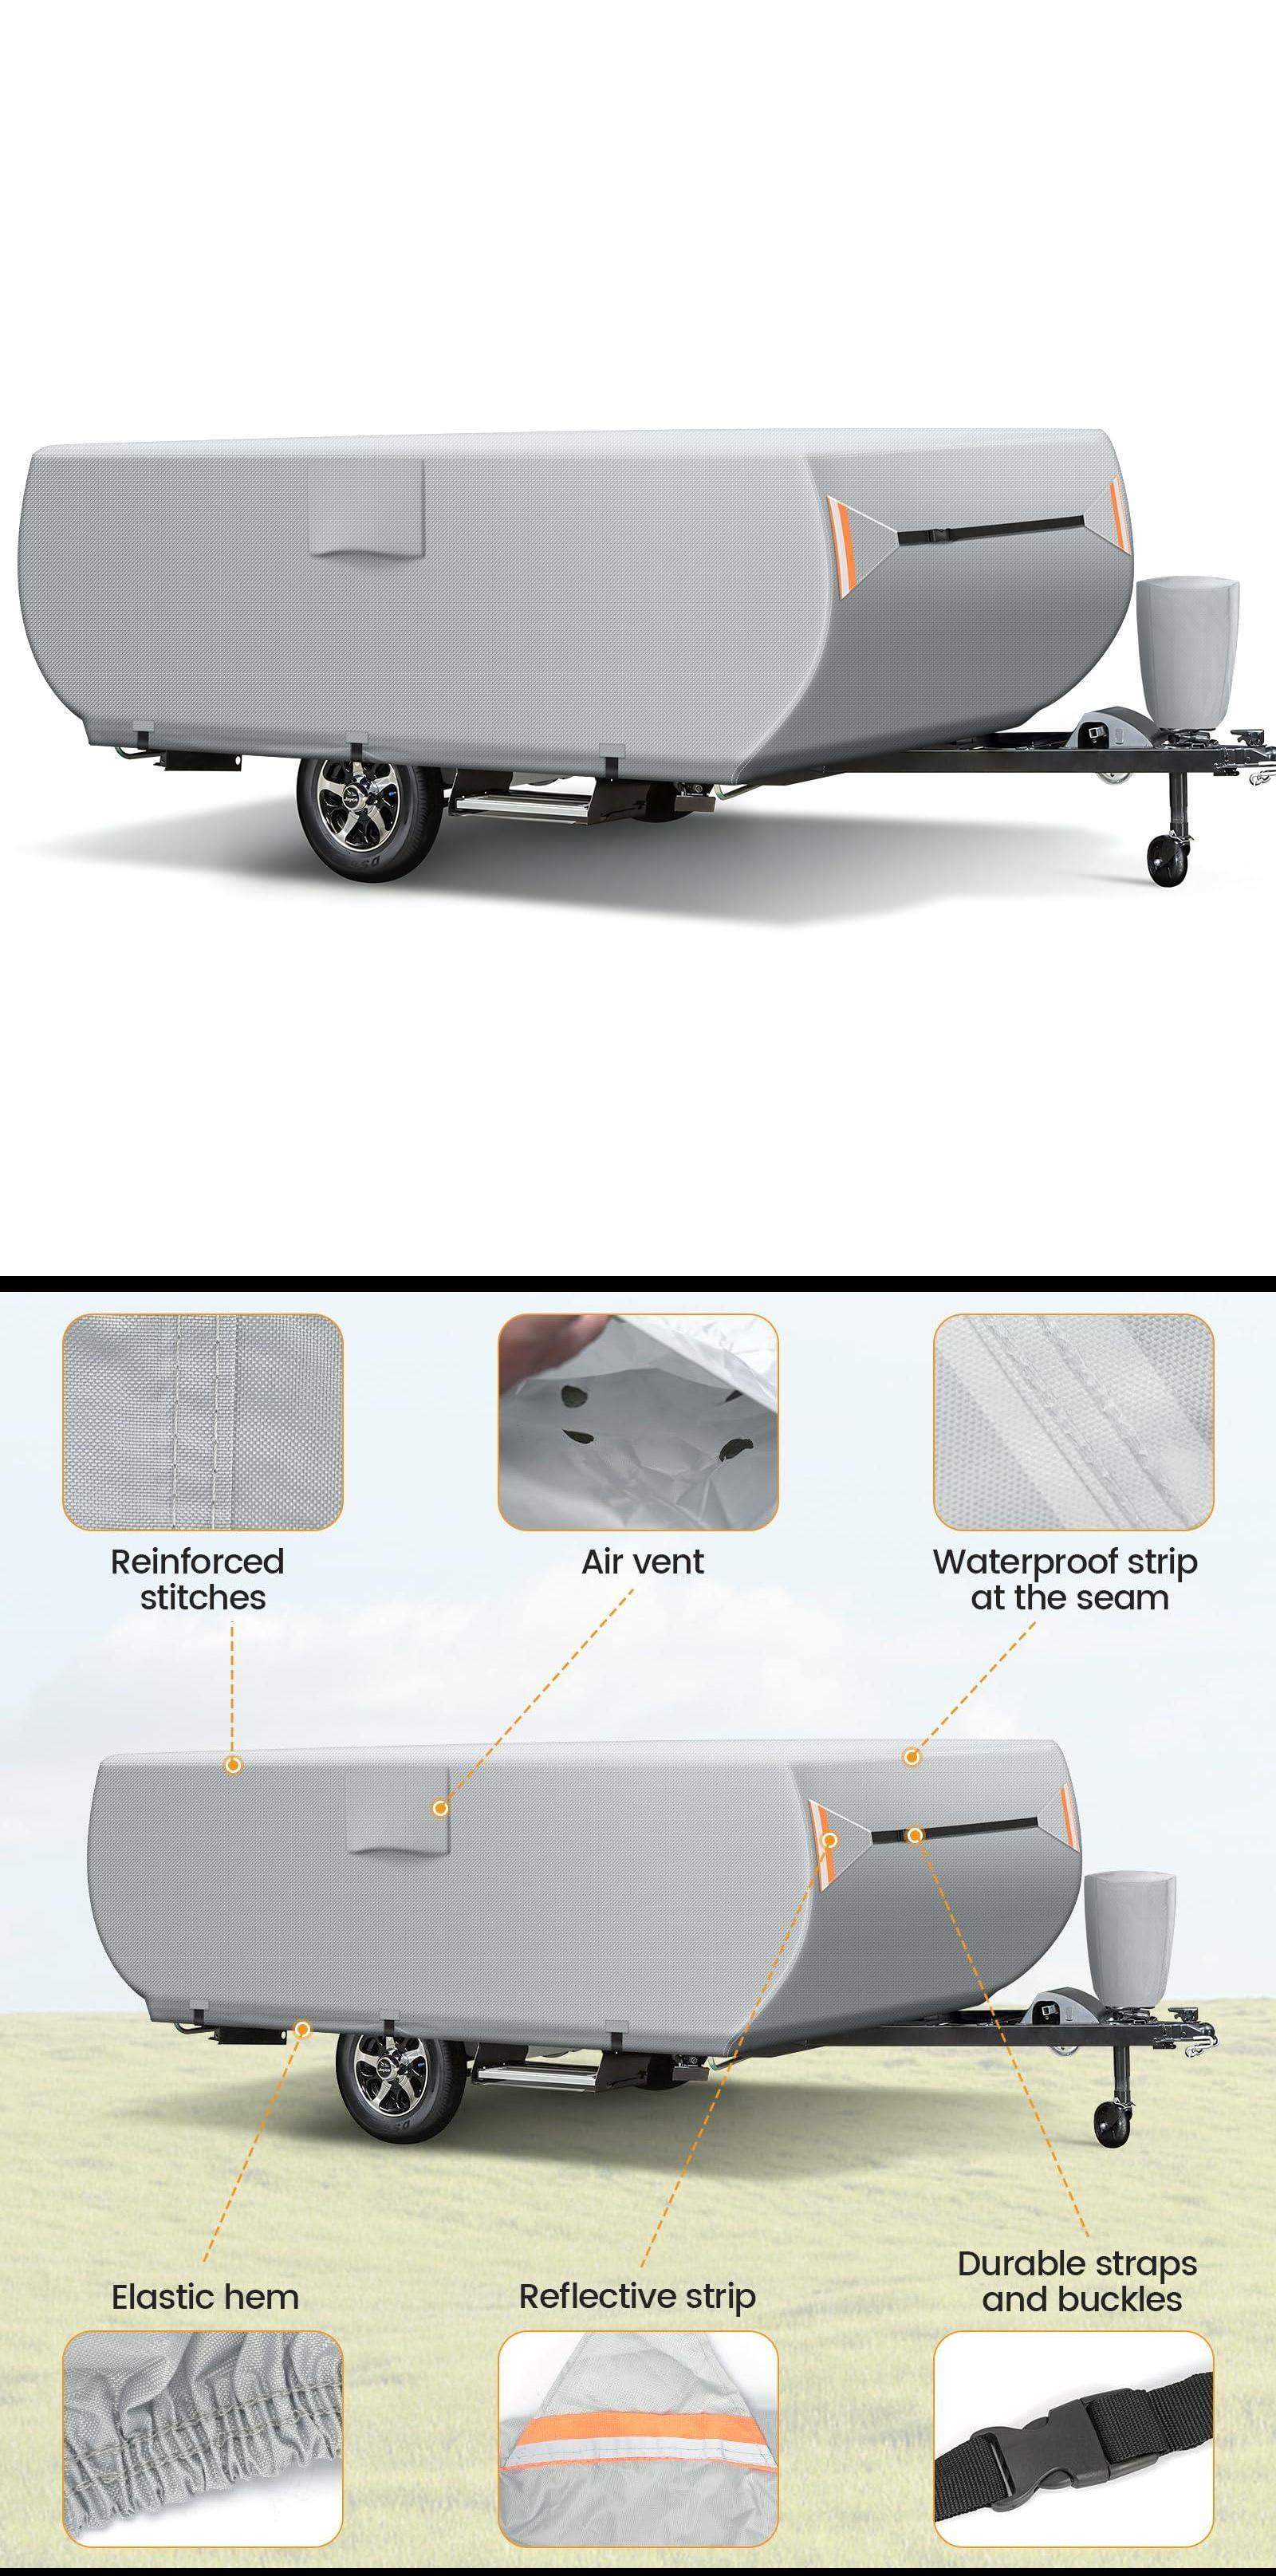 Reinforced
stitches
Air vent
Waterproof strip
at the seam
Elastic hem
Reflective strip
Durable straps
and buckles